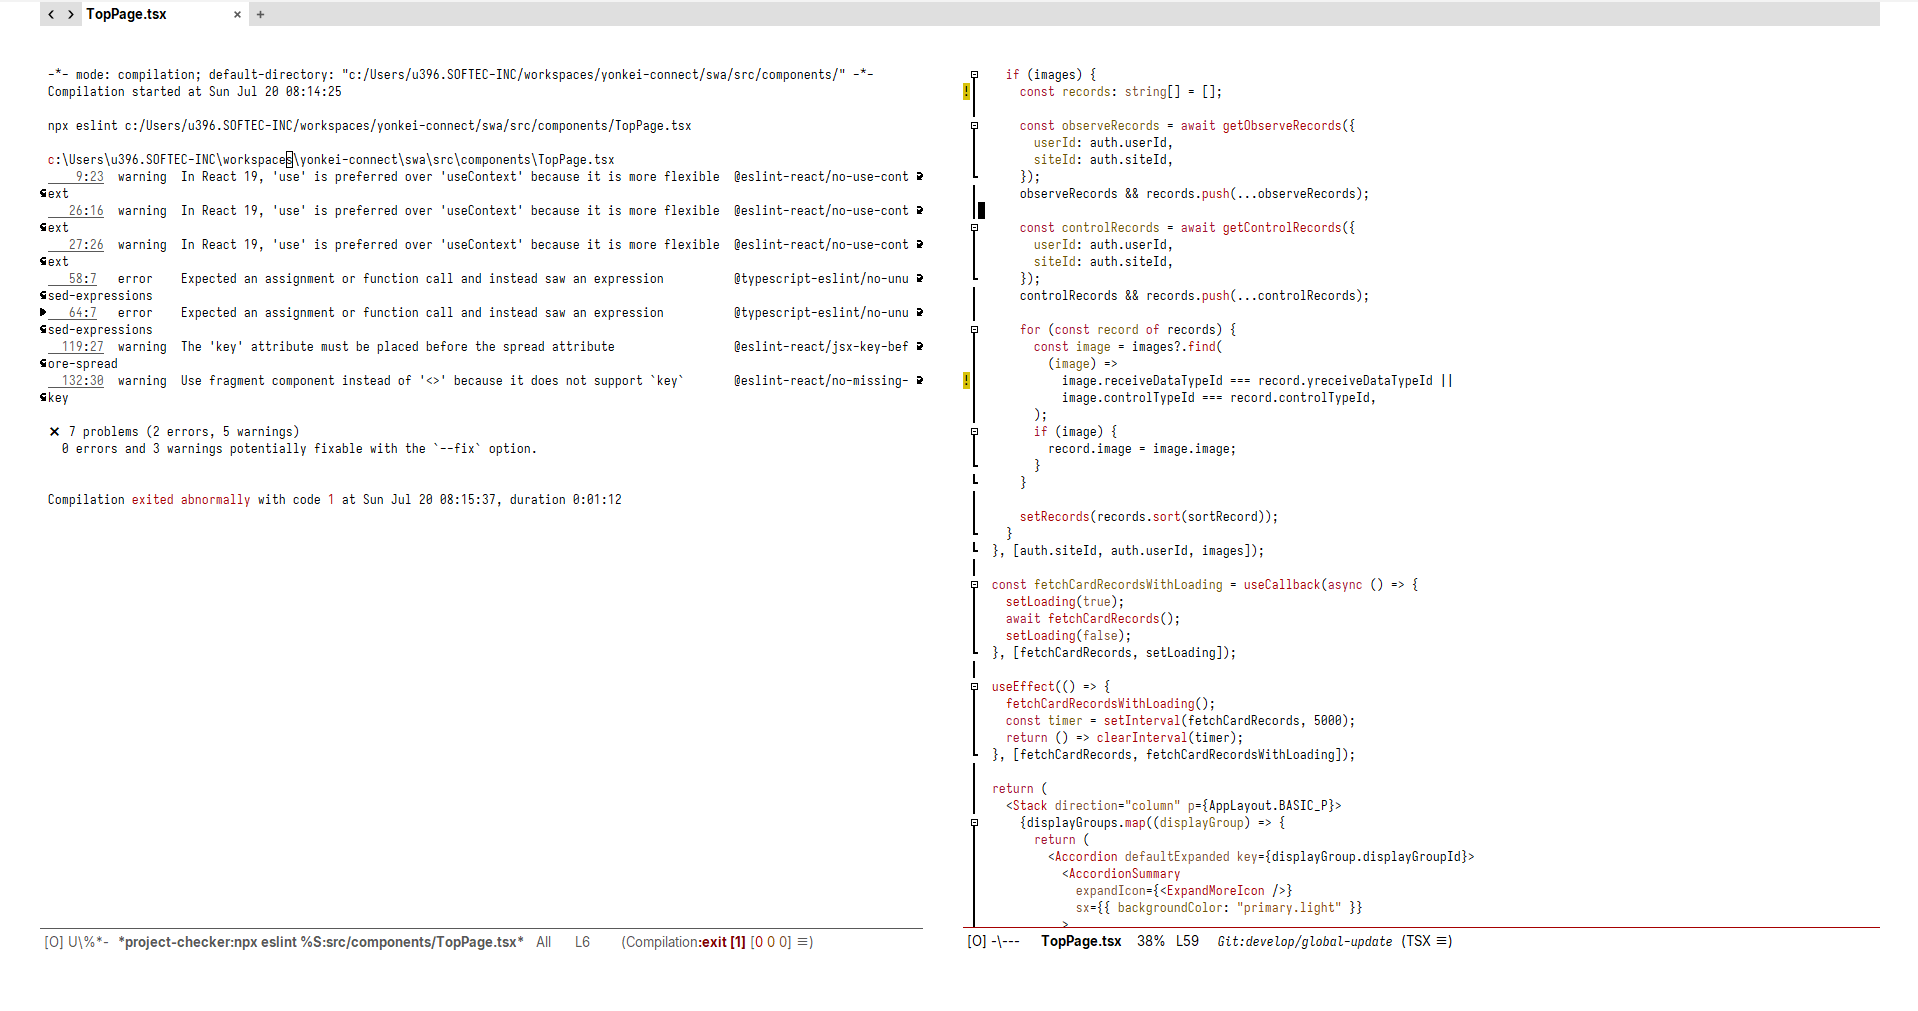 TopPage.tsx × +
-*- mode: compilation; default-directory: "c:/Users/u396.SOFTEC-INC/workspaces/yonkei-connect/swa/src/components/" -*-
Compilation started at Sun Jul 20 08:14:25
npx eslint c:/Users/u396.SOFTEC-INC/workspaces/yonkei-connect/swa/src/components/TopPage.tsx
c:\Users\u396.SOFTEC-INC\workspaces\yonkei-connect\swa\src\components\TopPage.tsx
9:23 warning In React 19, 'use' is preferred over 'useContext' because it is more flexible @eslint-react/no-use-cont
ext
26:16 warning In React 19, 'use' is preferred over 'useContext' because it is more flexible @eslint-react/no-use-cont
ext
27:26 warning In React 19, 'use' is preferred over 'useContext' because it is more flexible @eslint-react/no-use-cont
ext
58:7 error Expected an assignment or function call and instead saw an expression @typescript-eslint/no-unu
sed-expressions
64:7 error Expected an assignment or function call and instead saw an expression @typescript-eslint/no-unu
sed-expressions
119:27 warning The 'key' attribute must be placed before the spread attribute @eslint-react/jsx-key-bef
ore-spread
132:30 warning Use fragment component instead of '<>' because it does not support `key` @eslint-react/no-missing-
key
✕ 7 problems (2 errors, 5 warnings)
0 errors and 3 warnings potentially fixable with the `--fix` option.
Compilation exited abnormally with code 1 at Sun Jul 20 08:15:37, duration 0:01:12
[O] U\%*- *project-checker:npx eslint %S:src/components/TopPage.tsx* All L6 (Compilation:exit [1] [0 0 0] ≡)
if (images) {
const records: string[] = [];
const observeRecords = await getObserveRecords({
userId: auth.userId,
siteId: auth.siteId,
});
observeRecords && records.push(...observeRecords);
const controlRecords = await getControlRecords({
userId: auth.userId,
siteId: auth.siteId,
});
controlRecords && records.push(...controlRecords);
for (const record of records) {
const image = images?.find(
(image) =>
image.receiveDataTypeId === record.yreceiveDataTypeId ||
image.controlTypeId === record.controlTypeId,
);
if (image) {
record.image = image.image;
}
}
setRecords(records.sort(sortRecord));
}
}, [auth.siteId, auth.userId, images]);
const fetchCardRecordsWithLoading = useCallback(async () => {
setLoading(true);
await fetchCardRecords();
setLoading(false);
}, [fetchCardRecords, setLoading]);
useEffect(() => {
fetchCardRecordsWithLoading();
const timer = setInterval(fetchCardRecords, 5000);
return () => clearInterval(timer);
}, [fetchCardRecords, fetchCardRecordsWithLoading]);
return (
<Stack direction="column" p={AppLayout.BASIC_P}>
{displayGroups.map((displayGroup) => {
return (
<Accordion defaultExpanded key={displayGroup.displayGroupId}>
<AccordionSummary
expandIcon={<ExpandMoreIcon />}
sx={{ backgroundColor: "primary.light" }}
>
[O] -\--- TopPage.tsx 38% L59 Git:develop/global-update (TSX ≡)